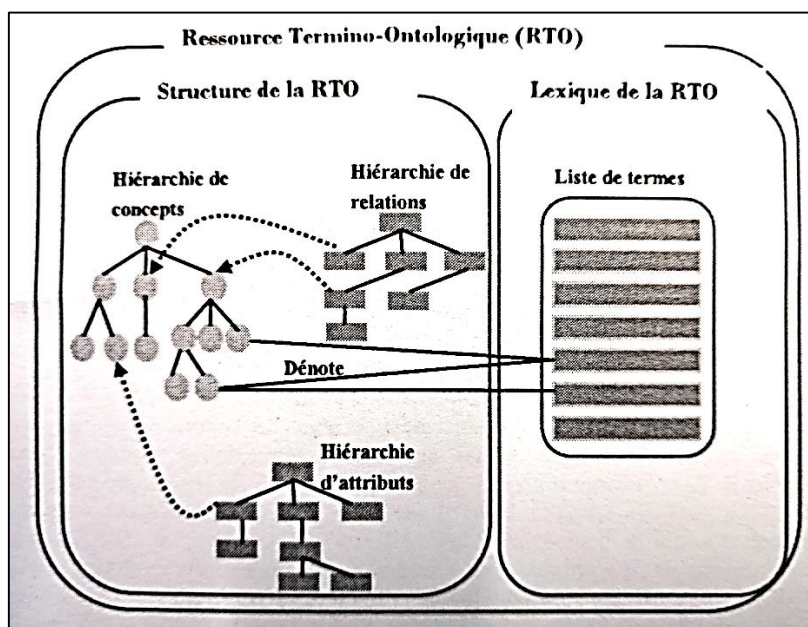 Ressource Termino-Ontologique (RTO)
Structure de la RTO
Lexique de la RTO
Hiérarchie de
concepts
Hiérarchie de
relations
Liste de termes
Dénote
Hiérarchie
d'attributs